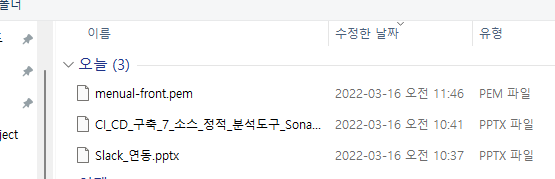 폴더
이름 수정한 날짜 유형
오늘 (3)
menual-front.pem 2022-03-16 오전 11:46 PEM 파일
CI_CD_구축_7_소스_정적_분석도구_Sona... 2022-03-16 오전 10:41 PPTX 파일
ject
Slack_연동.pptx 2022-03-16 오전 10:37 PPTX 파일